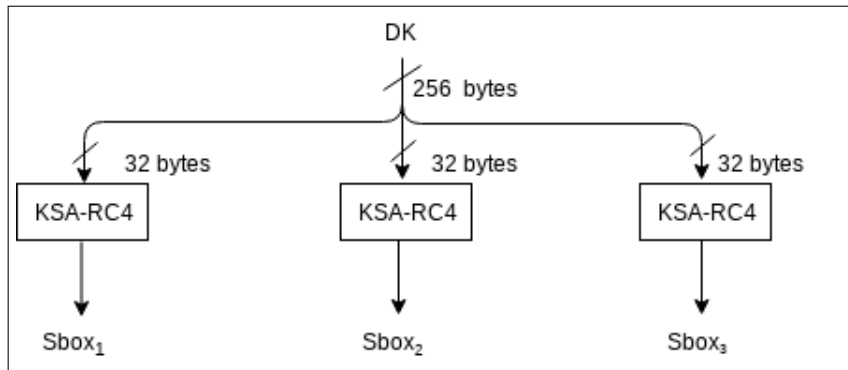 DK
256 bytes
32 bytes
32 bytes
32 bytes
KSA-RC4
KSA-RC4
KSA-RC4
Sbox₁
Sbox₂
Sbox₃